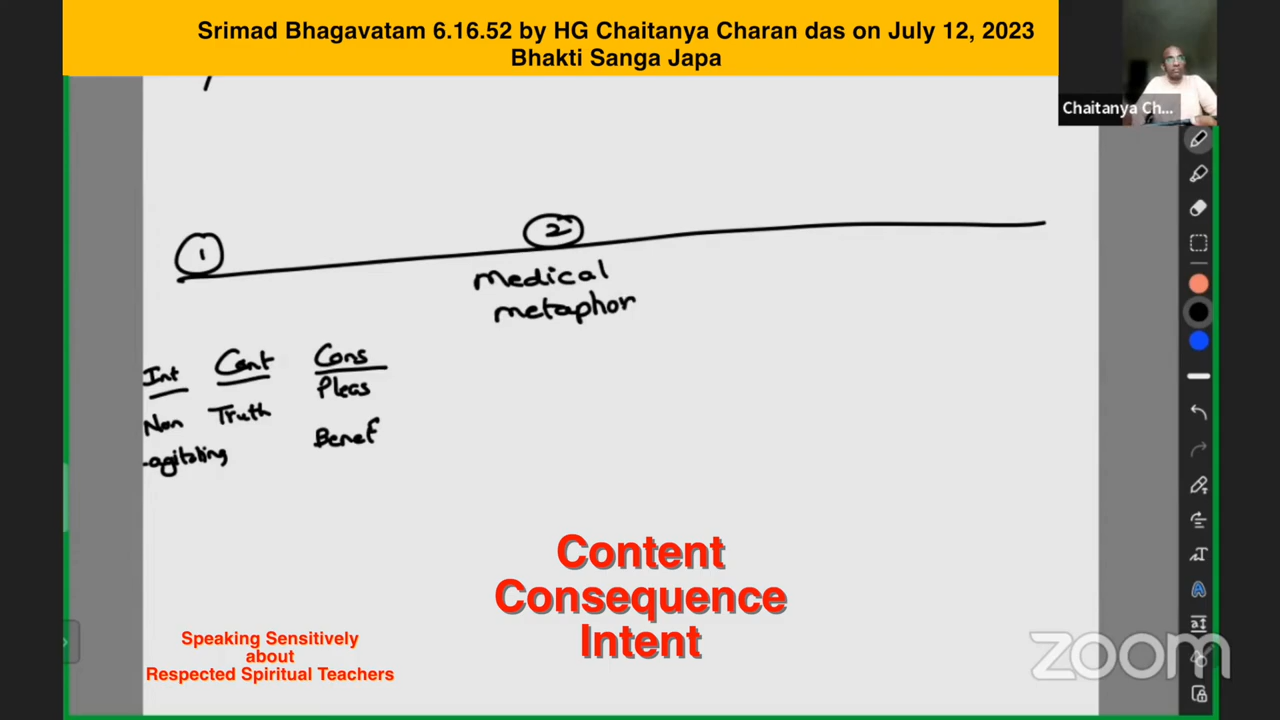 Srimad Bhagavatam 6.16.52 by HG Chaitanya Charan das on July 12, 2023
Bhakti Sanga Japa
Chaitanya Ch...
1
2
Medical
metaphor
Int Cont Cons
Non Truth Pleas
-agitating Benef
Content
Consequence
Intent
Speaking Sensitively
about
Respected Spiritual Teachers
zoom